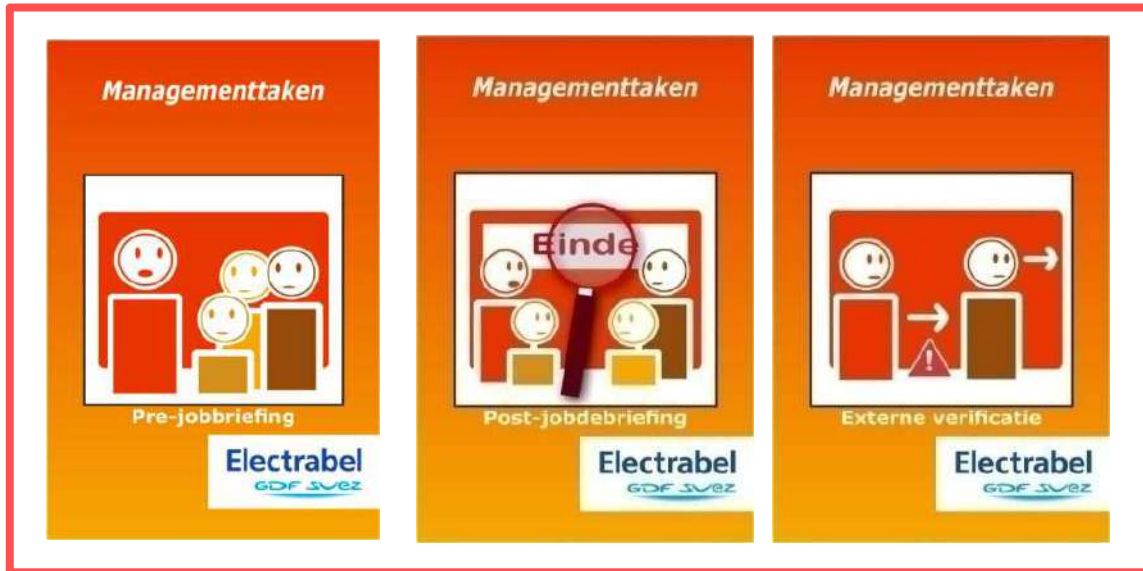 Managementtaken
Pre-jobbriefing
Electrabel
GDF SUEZ
Managementtaken
Einde
Post-jobdebriefing
Electrabel
GDF SUEZ
Managementtaken
!
Externe verificatie
Electrabel
GDF SUEZ